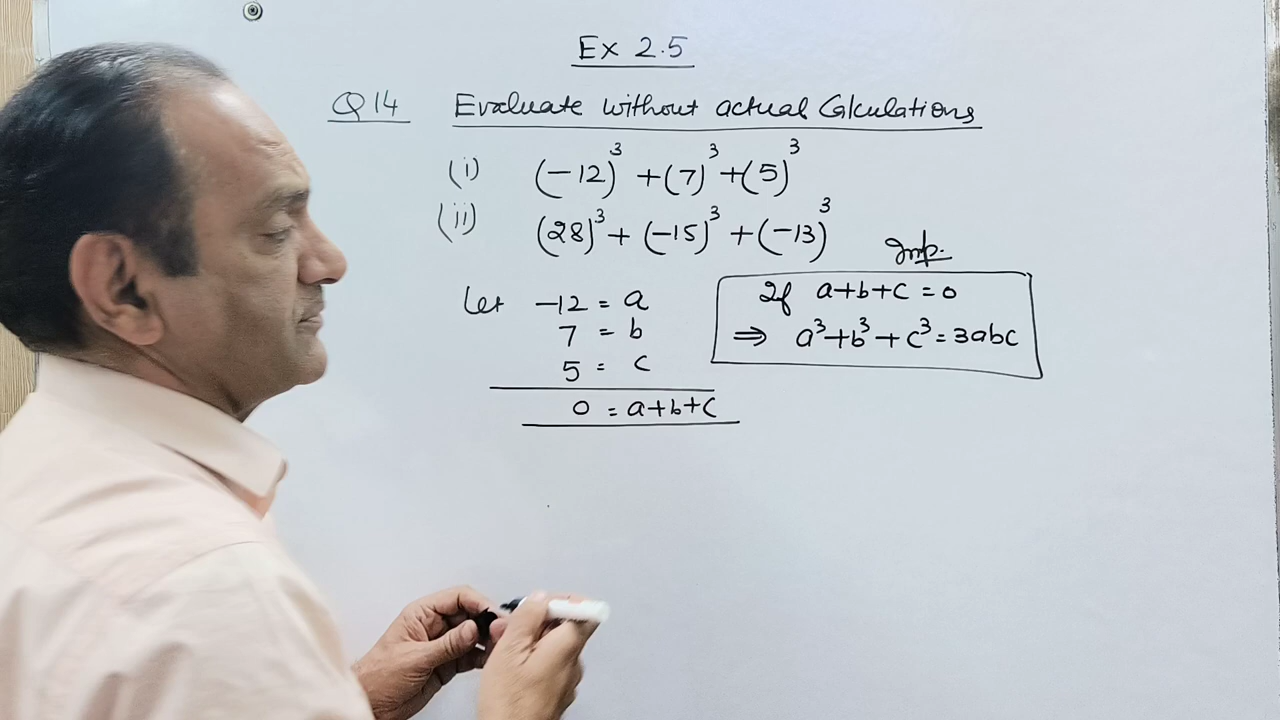 Ex 2.5
Q 14 Evaluate without actual Calculations
(i) (-12)³ + (7)³ + (5)³
(ii) (28)³ + (-15)³ + (-13)³
Imp.
Let -12 = a
7 = b
5 = c
0 = a+b+c
If a+b+c = 0
⇒ a³+b³+c³ = 3abc